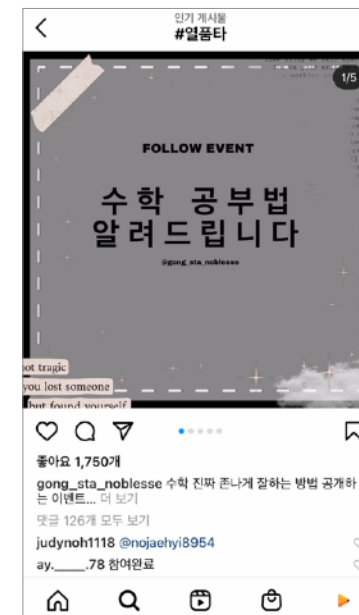 인기 게시물
#열품타
1/5
FOLLOW EVENT
수학 공부법
알려드립니다
@gong_sta_noblesse
ot tragic
you lost someone
but found yourself
좋아요 1,750개
gong_sta_noblesse 수학 진짜 존나게 잘하는 방법 공개하
는 이벤트... 더 보기
댓글 126개 모두 보기
judynoh1118 @nojaehyi8954
ay.____.78 참여완료